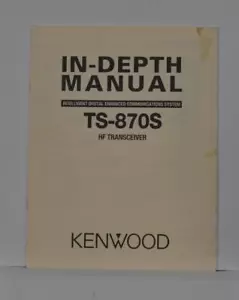 IN-DEPTH
MANUAL
INTELLIGENT DIGITAL ENHANCED COMMUNICATIONS SYSTEM
TS-870S
HF TRANSCEIVER
KENWOOD